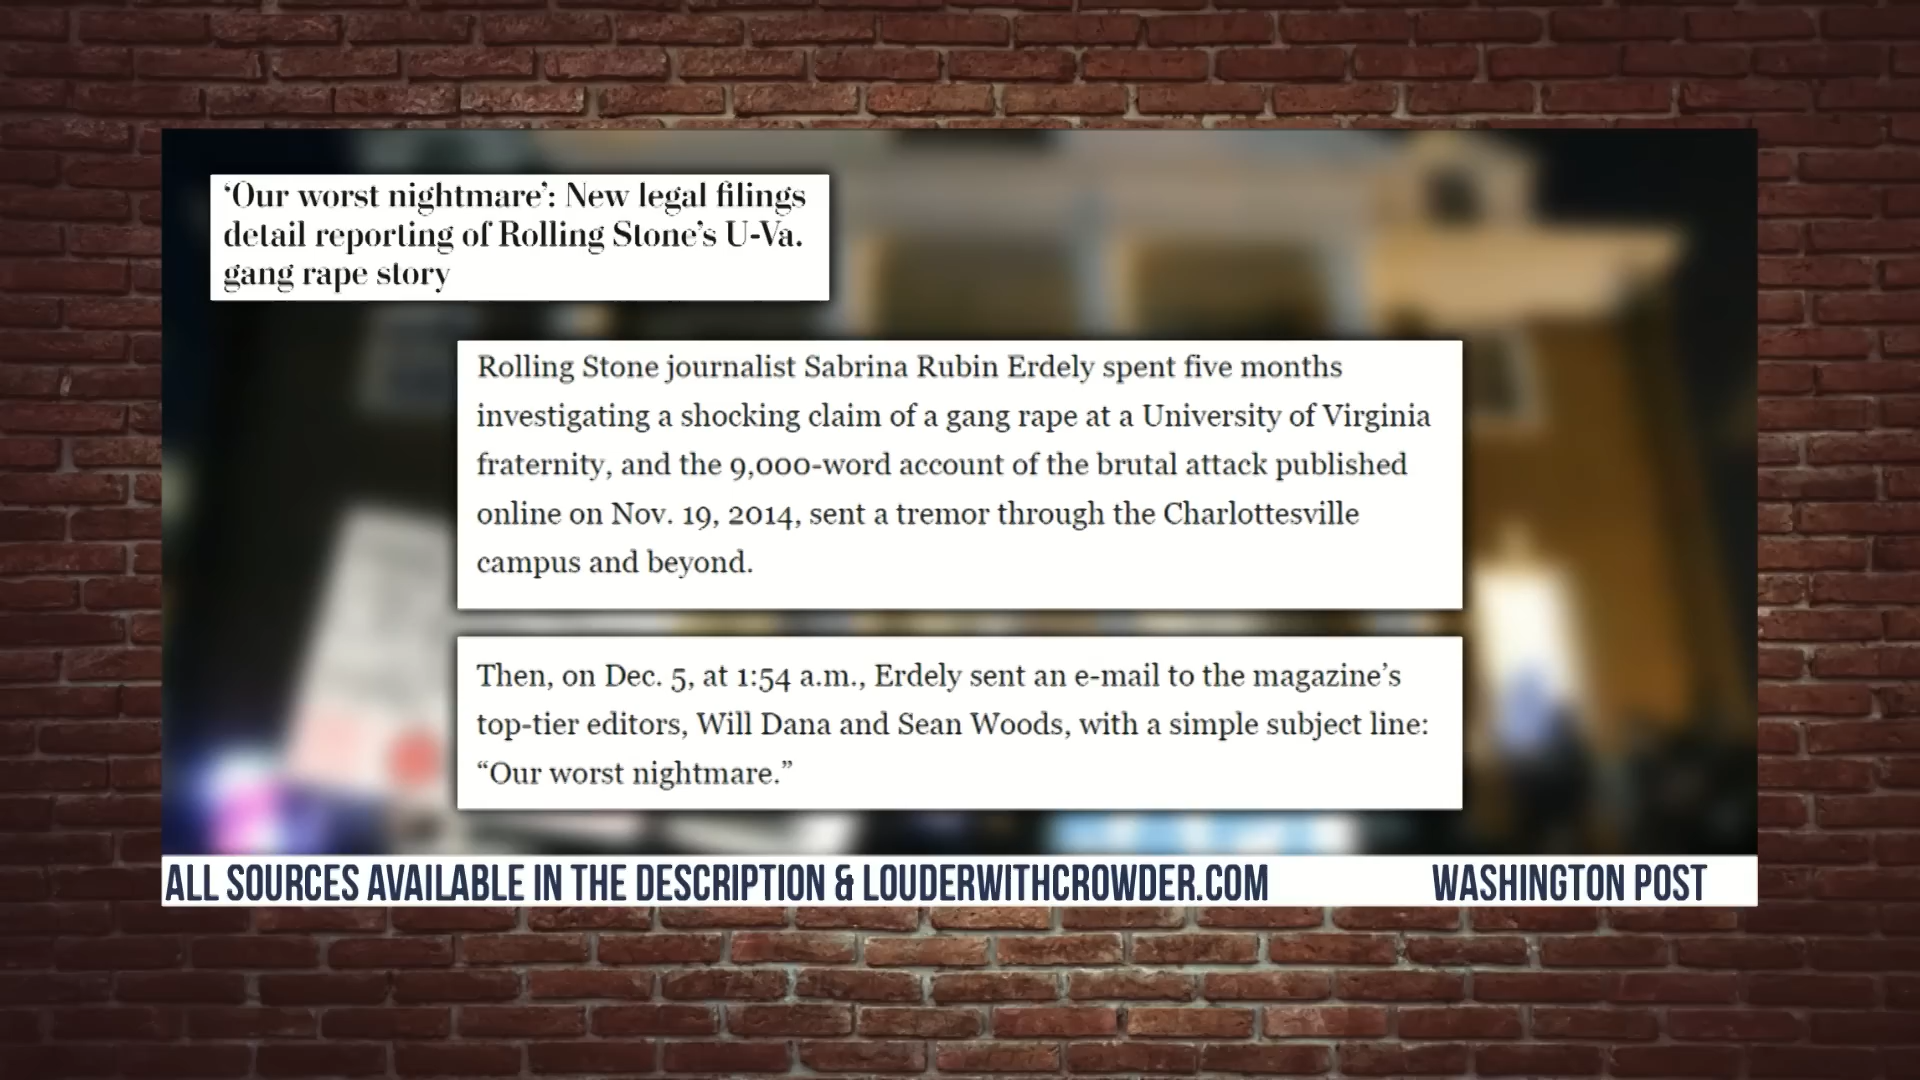 ‘Our worst nightmare’: New legal filings
detail reporting of Rolling Stone’s U-Va.
gang rape story
Rolling Stone journalist Sabrina Rubin Erdely spent five months
investigating a shocking claim of a gang rape at a University of Virginia
fraternity, and the 9,000-word account of the brutal attack published
online on Nov. 19, 2014, sent a tremor through the Charlottesville
campus and beyond.
Then, on Dec. 5, at 1:54 a.m., Erdely sent an e-mail to the magazine’s
top-tier editors, Will Dana and Sean Woods, with a simple subject line:
“Our worst nightmare.”
ALL SOURCES AVAILABLE IN THE DESCRIPTION & LOUDERWITHCROWDER.COM
WASHINGTON POST